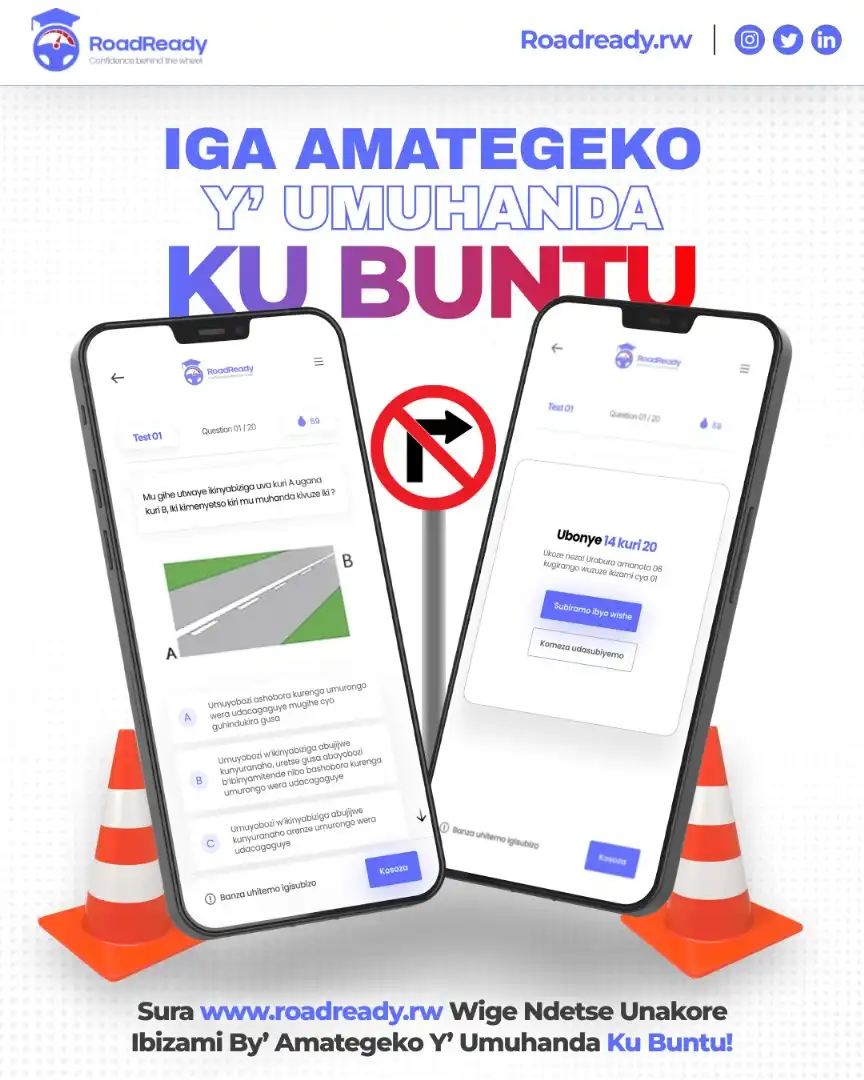 RoadReady
Confidence behind the wheel
Roadready.rw
IGA AMATEGEKO
Y’ UMUHANDA
KU BUNTU
RoadReady
Test 01
Question 01 / 20
59
Mu gihe utwaye ikinyabiziga uva kuri A ugana
kuri B, Iki kimenyetso kiri mu muhanda kivuze iki ?
B
A
A
Umuyobozi ashobora kurenga umurongo
wera udacagaguye mugihe cyo
guhindukira gusa
B
Umuyobozi w'ikinyabiziga abujijwe
kunyuranaho, uretse gusa abayobozi
b'ibinyamitende nibo bashobora kurenga
umurongo wera udacagaguye
C
Umuyobozi w'ikinyabiziga abujijwe
kunyuranaho arenze umurongo wera
udacagaguye
Banza uhitemo igisubizo
Kosoza
RoadReady
Test 01
Question 01 / 20
59
Ubonye 14 kuri 20
Ukoze neza! Urabura amanota 06
kugirango wuzuze ikizami cya 01
Subiramo ibyo wishe
Komeza udasubiyemo
Banza uhitemo igisubizo
Kosoza
Sura www.roadready.rw Wige Ndetse Unakore
Ibizami By’ Amategeko Y’ Umuhanda Ku Buntu!